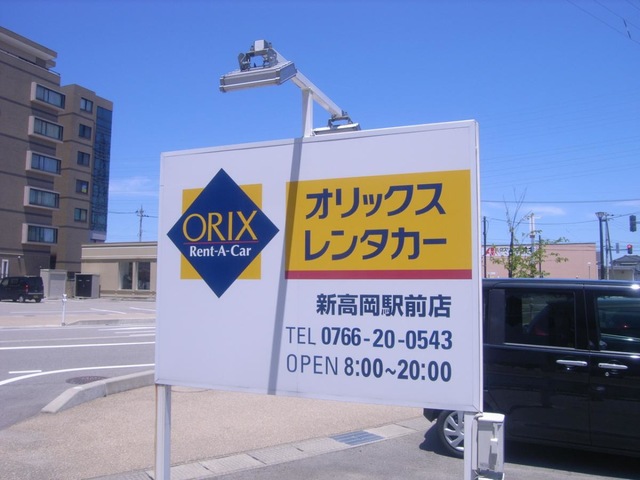 ORIX
Rent-A-Car
オリックス
レンタカー
新高岡駅前店
TEL 0766-20-0543
OPEN 8:00~20:00